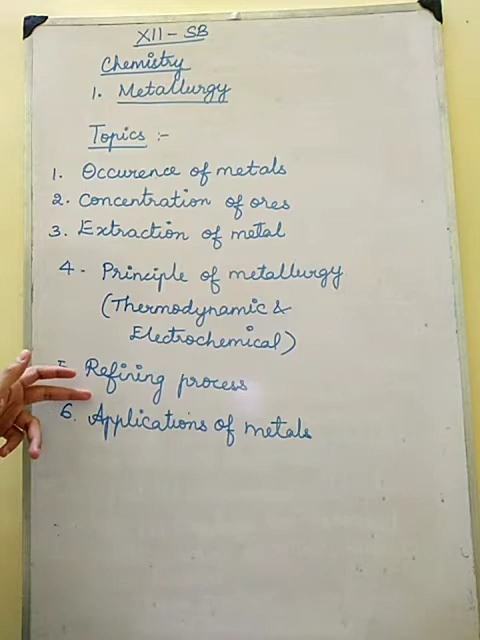 XII - SB
Chemistry
1. Metallurgy
Topics :-
1. Occurence of metals
2. Concentration of ores
3. Extraction of metal
4. Principle of metallurgy
(Thermodynamic &
Electrochemical)
5. Refining process
6. Applications of metals